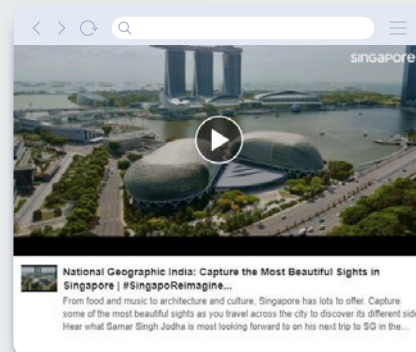 singapore
National Geographic India: Capture the Most Beautiful Sights in
Singapore | #SingapoReimagine...
From food and music to architecture and culture, Singapore has lots to offer. Capture
some of the most beautiful sights as you travel across the city to discover its different side
Hear what Samar Singh Jodha is most looking forward to on his next trip to SG in the...